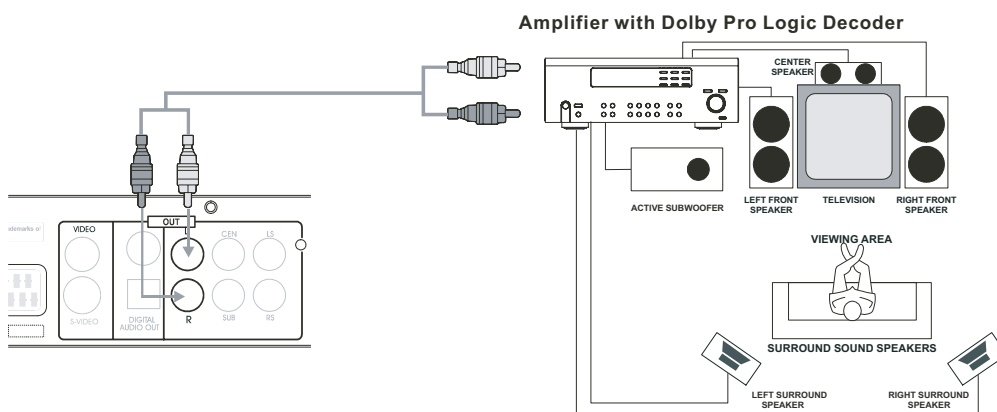 Amplifier with Dolby Pro Logic Decoder
CENTER
SPEAKER
ACTIVE SUBWOOFER
LEFT FRONT
SPEAKER
TELEVISION
RIGHT FRONT
SPEAKER
OUT
VIDEO
L
CEN
LS
S-VIDEO
DIGITAL
AUDIO OUT
R
SUB
RS
VIEWING AREA
SURROUND SOUND SPEAKERS
LEFT SURROUND
SPEAKER
RIGHT SURROUND
SPEAKER